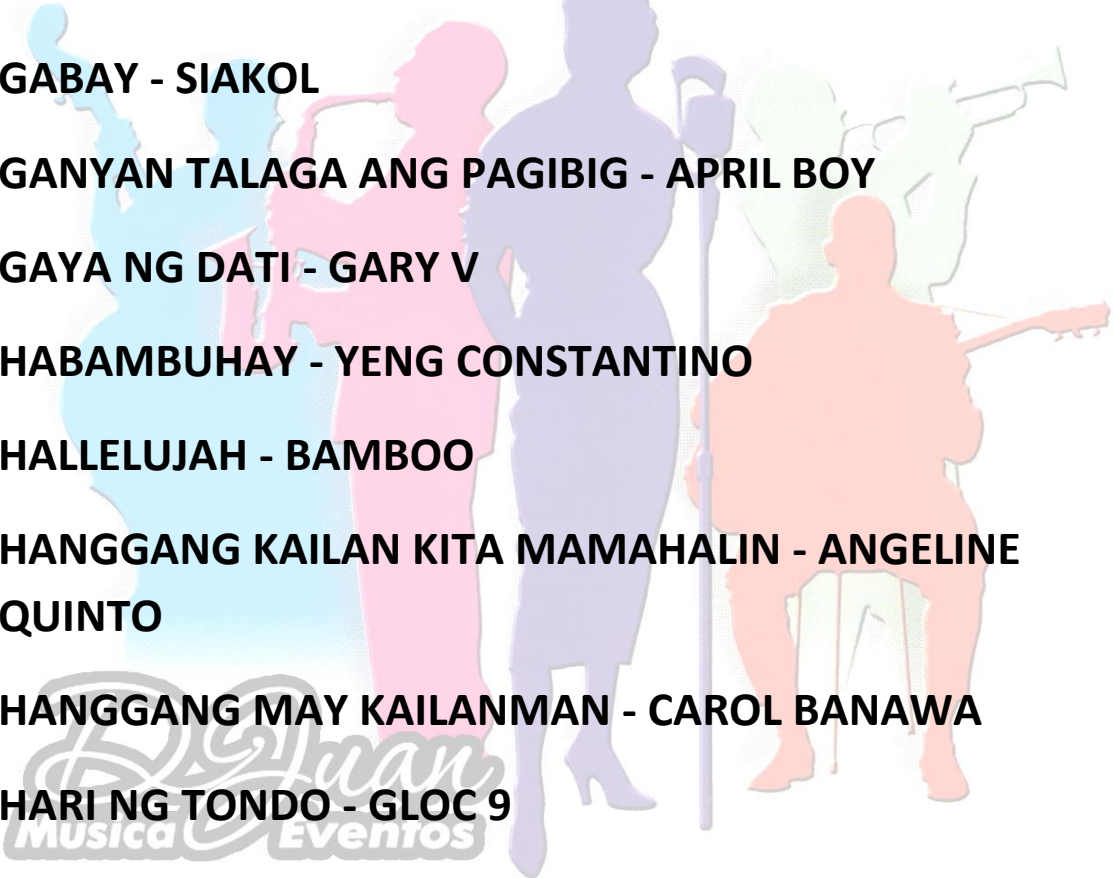 GABAY - SIAKOL
GANYAN TALAGA ANG PAGIBIG - APRIL BOY
GAYA NG DATI - GARY V
HABAMBUHAY - YENG CONSTANTINO
HALLELUJAH - BAMBOO
HANGGANG KAILAN KITA MAMAHALIN - ANGELINE
QUINTO
HANGGANG MAY KAILANMAN - CAROL BANAWA
D'Juan
HARI NG TONDO - GLOC 9
Musica Eventos